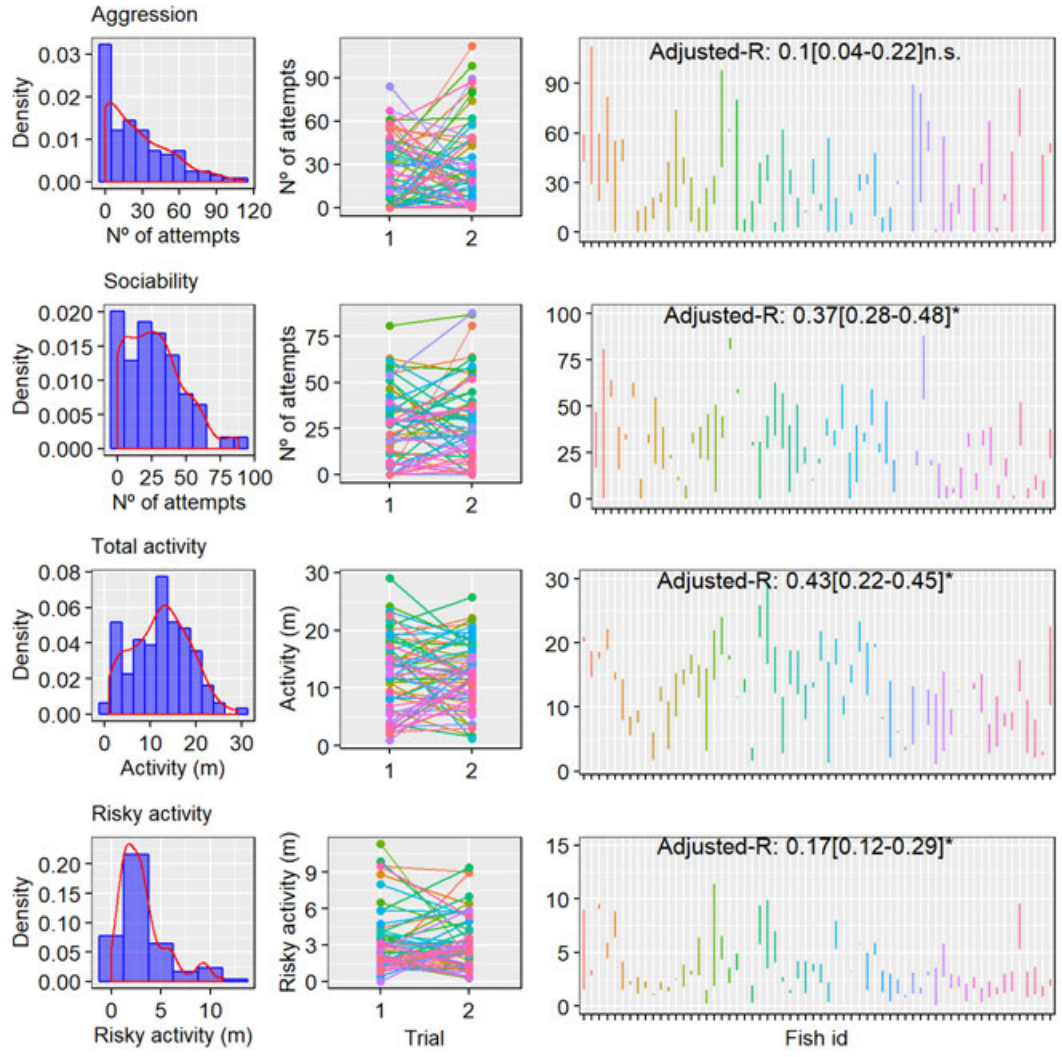 Aggression
Density
0.03
0.02
0.01
0.00
0 30 60 90 120
Nº of attempts
Nº of attempts
90
60
30
0
1 2
Adjusted-R: 0.1[0.04-0.22]n.s.
90
60
30
0
Sociability
Density
0.020
0.015
0.010
0.005
0.000
0 25 50 75 100
Nº of attempts
Nº of attempts
75
50
25
0
1 2
Adjusted-R: 0.37[0.28-0.48]*
100
75
50
25
0
Total activity
Density
0.08
0.06
0.04
0.02
0.00
0 10 20 30
Activity (m)
Activity (m)
30
20
10
0
1 2
Adjusted-R: 0.43[0.22-0.45]*
30
20
10
0
Risky activity
Density
0.20
0.15
0.10
0.05
0.00
0 5 10
Risky activity (m)
Risky activity (m)
9
6
3
0
1 2
Trial
Adjusted-R: 0.17[0.12-0.29]*
15
10
5
0
Fish id